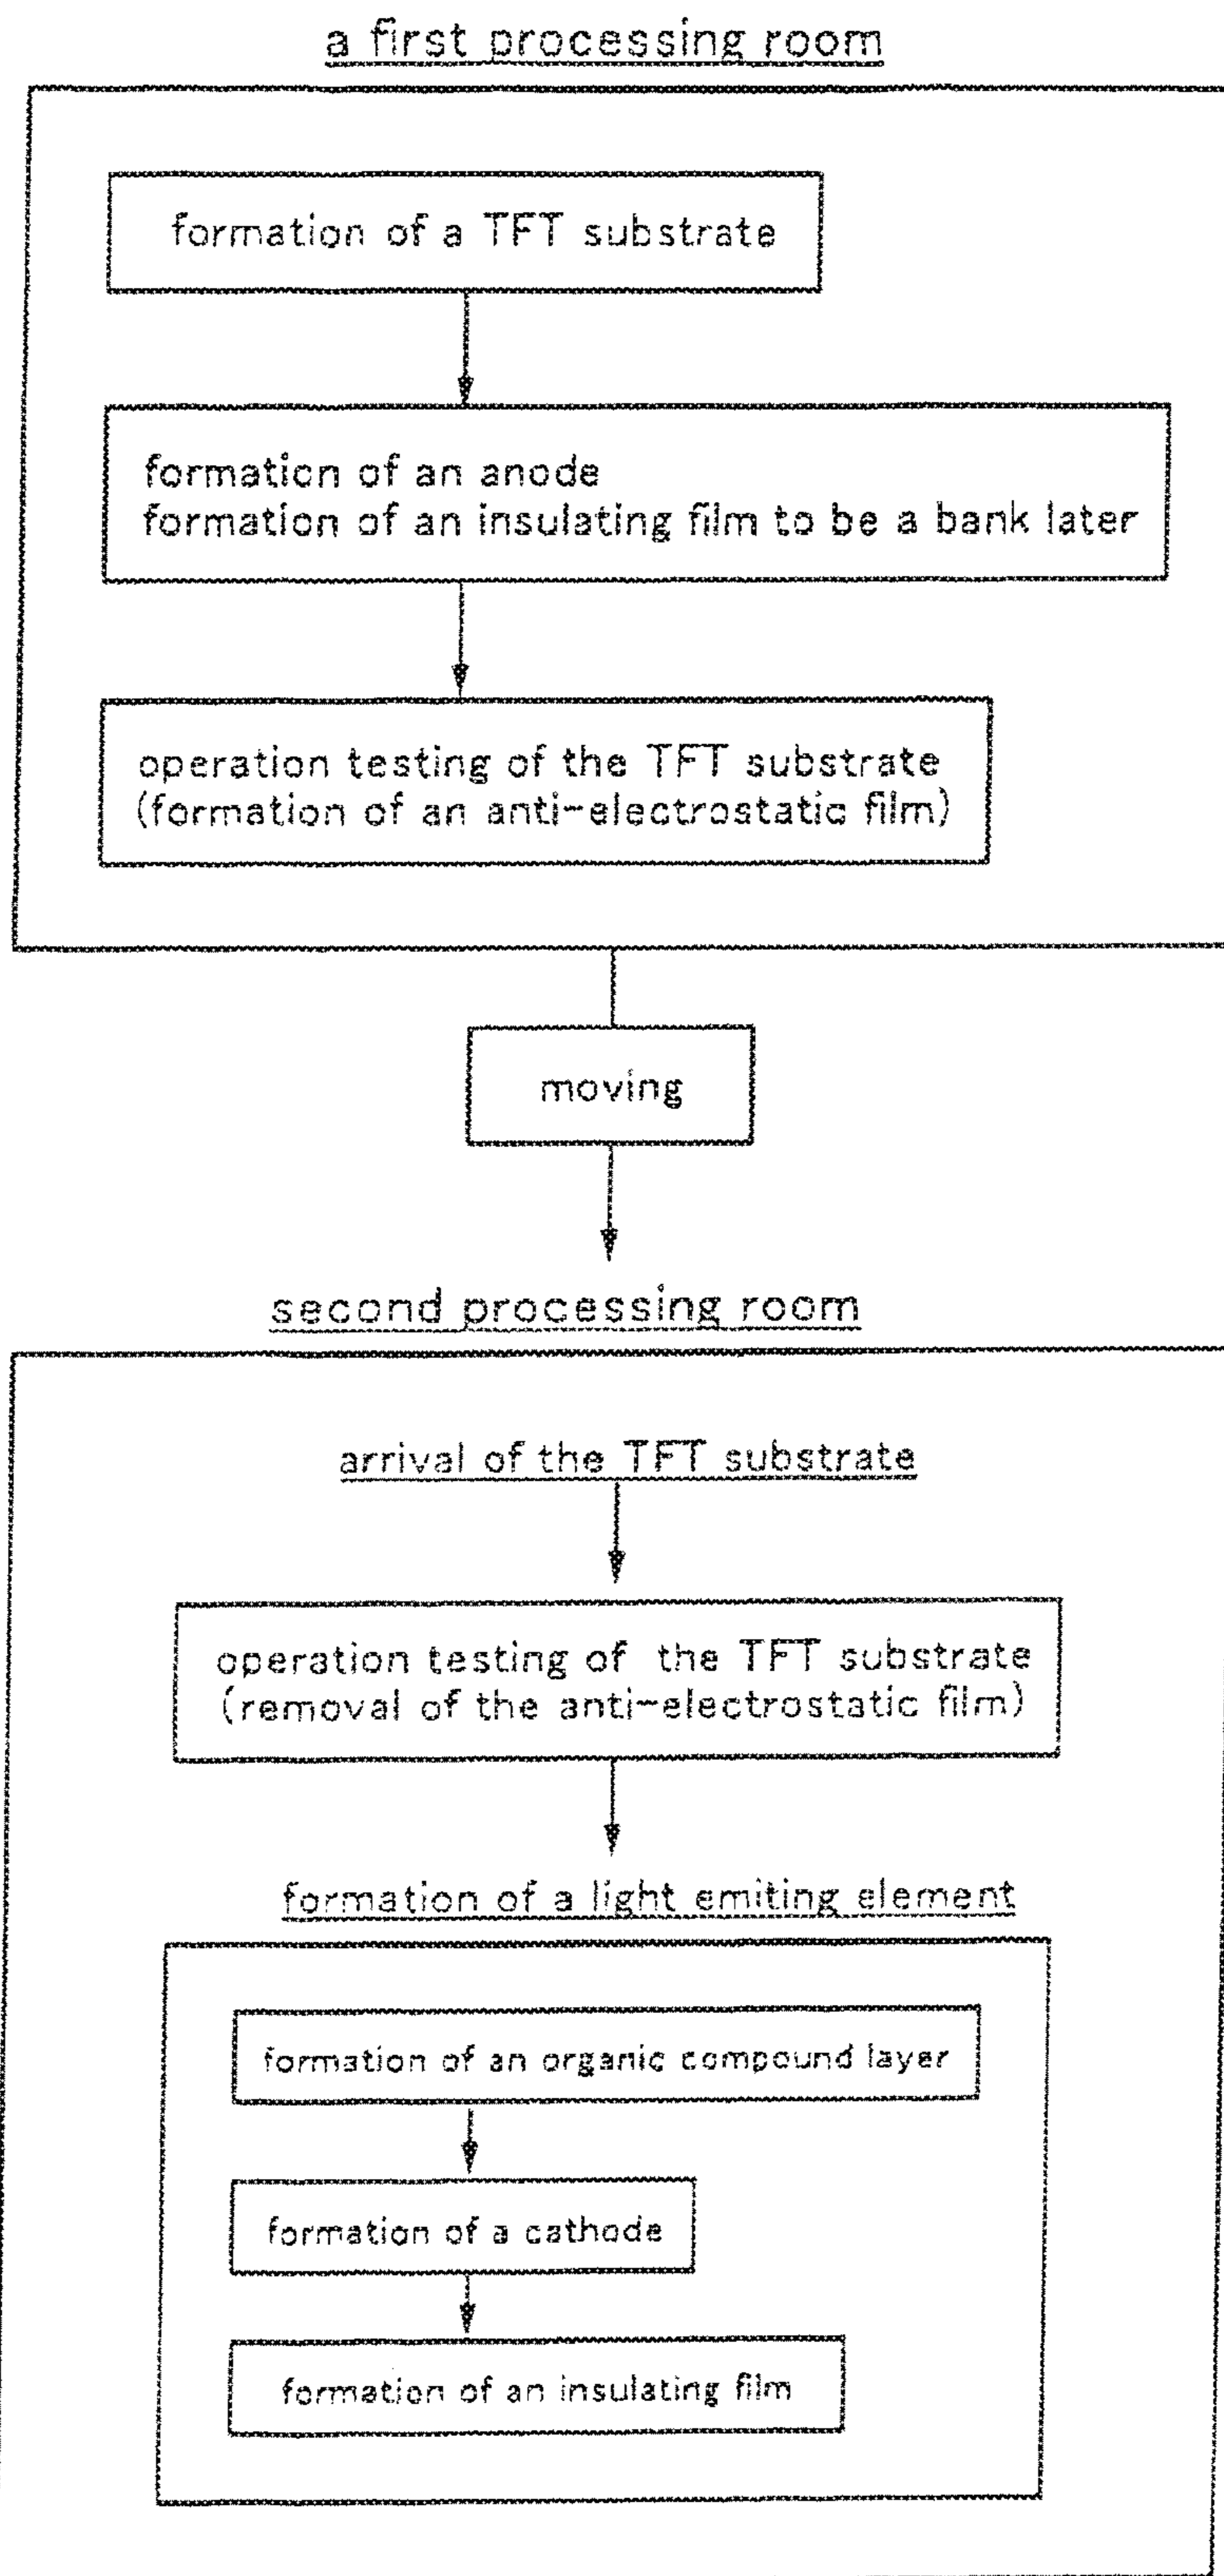 a first processing room
formation of a TFT substrate
formation of an anode
formation of an insulating film to be a bank later
operation testing of the TFT substrate
(formation of an anti-electrostatic film)
moving
second processing room
arrival of the TFT substrate
operation testing of the TFT substrate
(removal of the anti-electrostatic film)
formation of a light emiting element
formation of an organic compound layer
formation of a cathode
formation of an insulating film